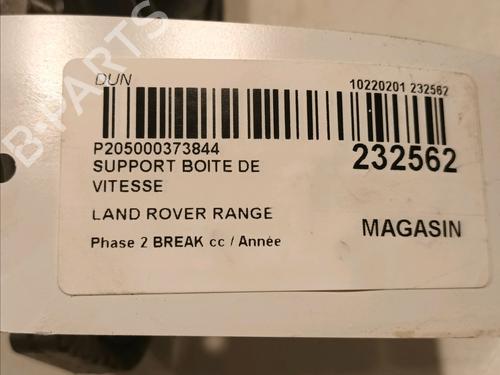 DUN
10220201 232562
P205000373844
232562
SUPPORT BOITE DE
VITESSE
LAND ROVER RANGE
MAGASIN
Phase 2 BREAK cc / Année
B-PARTS